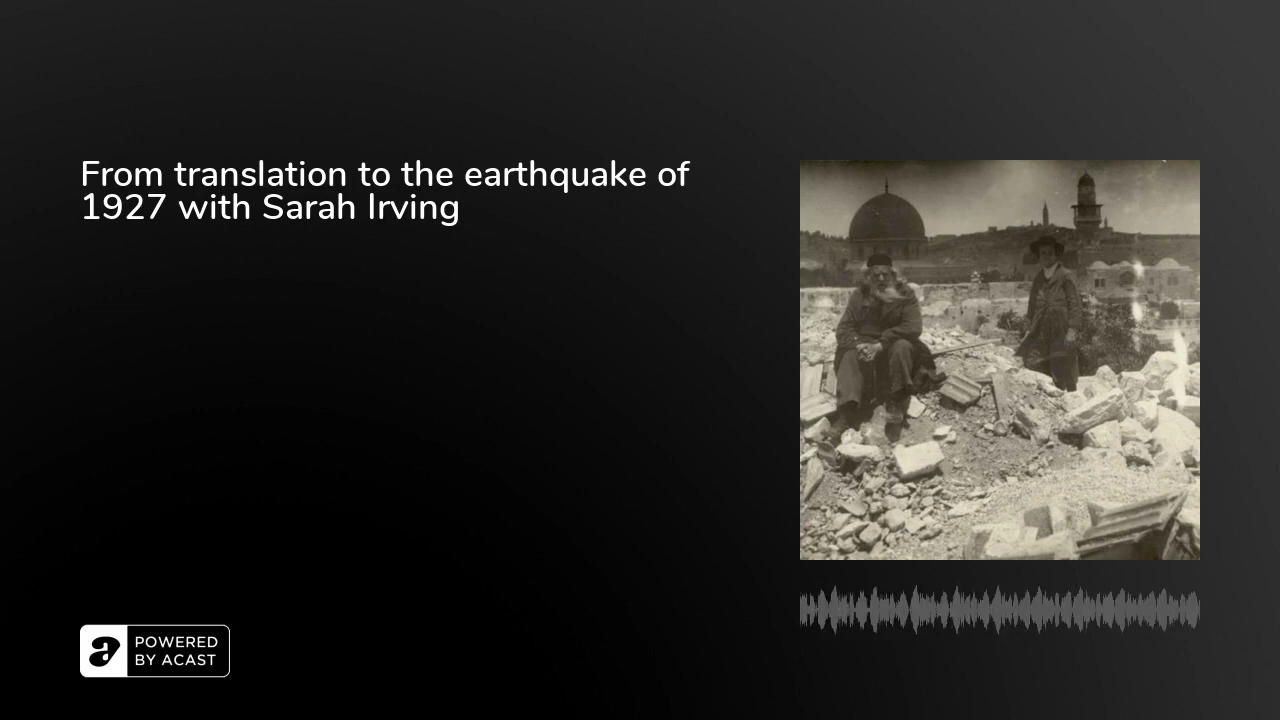 From translation to the earthquake of
1927 with Sarah Irving
POWERED
BY ACAST